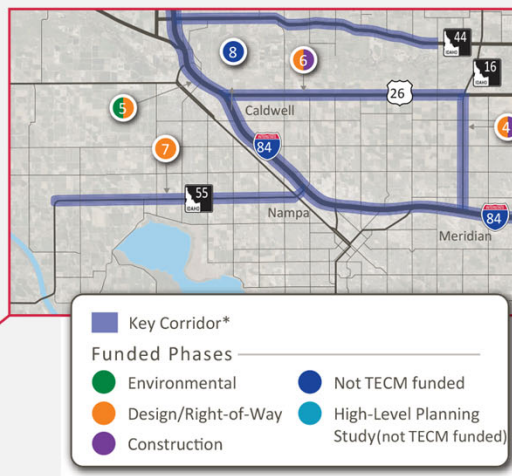 44
8
6
16
26
5
Caldwell
4
7
84
IDAHO
55
IDAHO
Nampa
84
Meridian
Key Corridor*
Funded Phases
Environmental
Not TECM funded
Design/Right-of-Way
High-Level Planning
Study(not TECM funded)
Construction